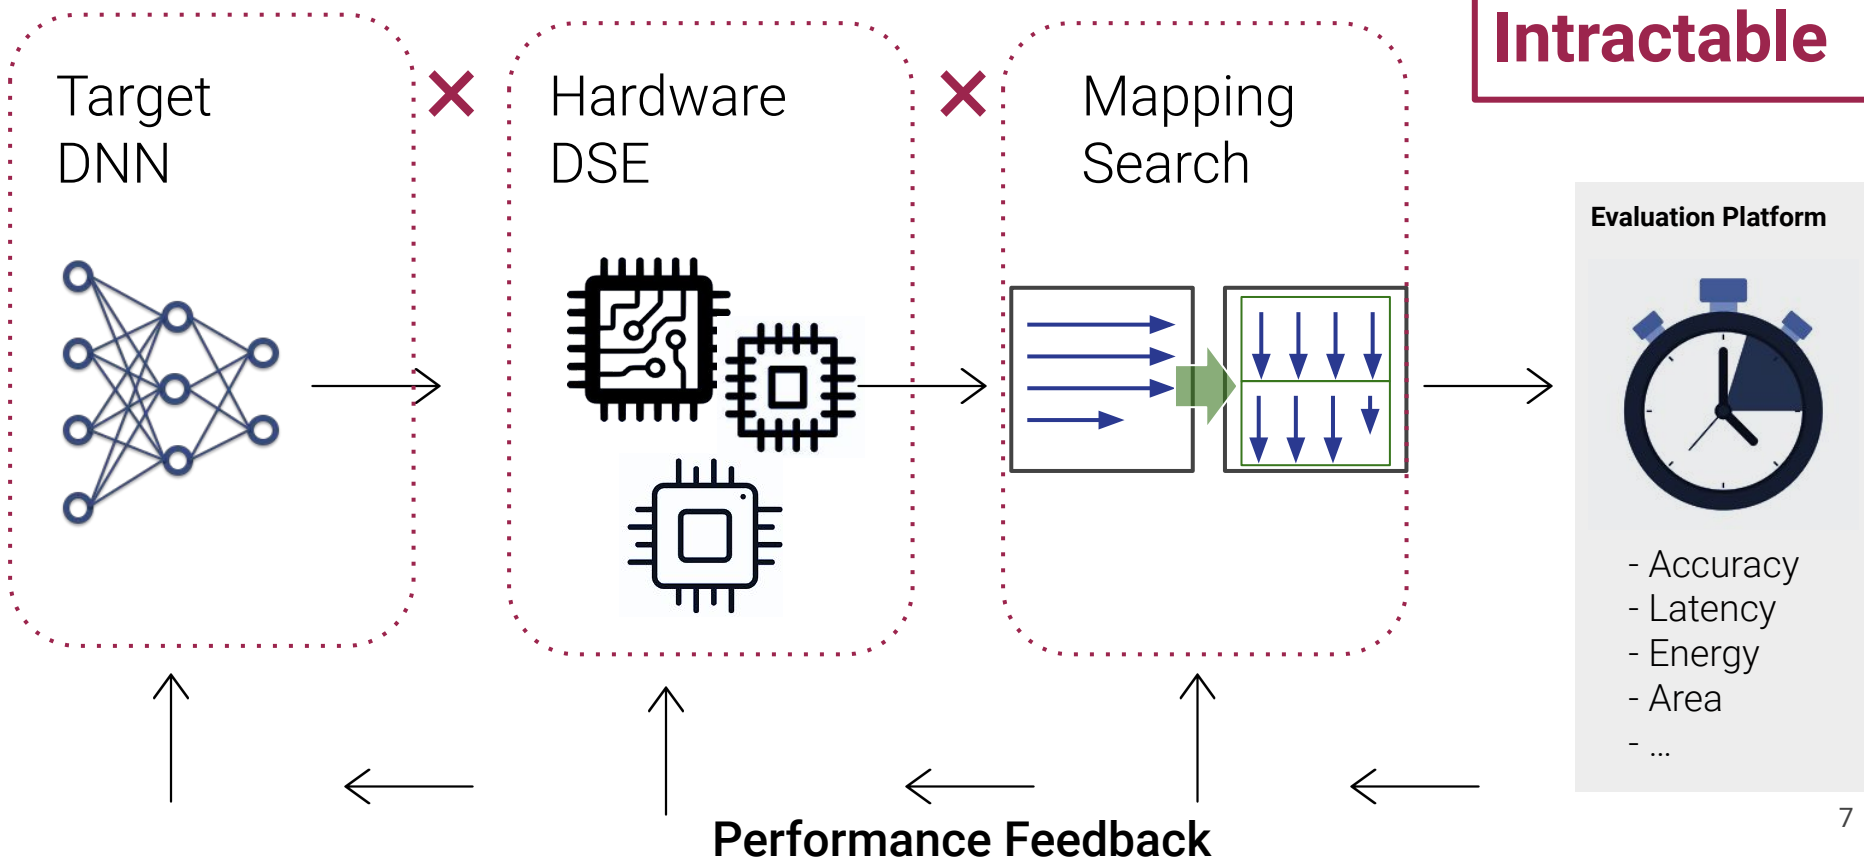 Intractable
Target
DNN
×
Hardware
DSE
×
Mapping
Search
Evaluation Platform
- Accuracy
- Latency
- Energy
- Area
- ...
Performance Feedback
7